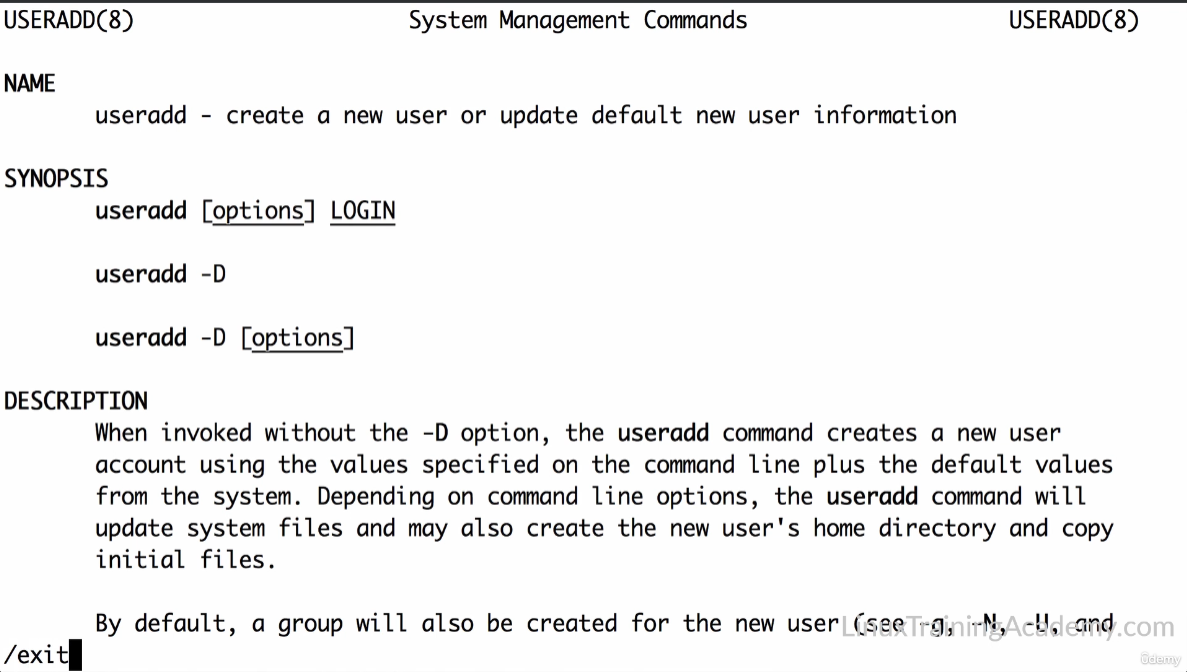 USERADD(8) System Management Commands USERADD(8)
NAME
useradd - create a new user or update default new user information
SYNOPSIS
useradd [options] LOGIN
useradd -D
useradd -D [options]
DESCRIPTION
When invoked without the -D option, the useradd command creates a new user
account using the values specified on the command line plus the default values
from the system. Depending on command line options, the useradd command will
update system files and may also create the new user's home directory and copy
initial files.
By default, a group will also be created for the new user (see -g, -N, -U, and
LinuxTrainingAcademy.com
/exit
ûdemy